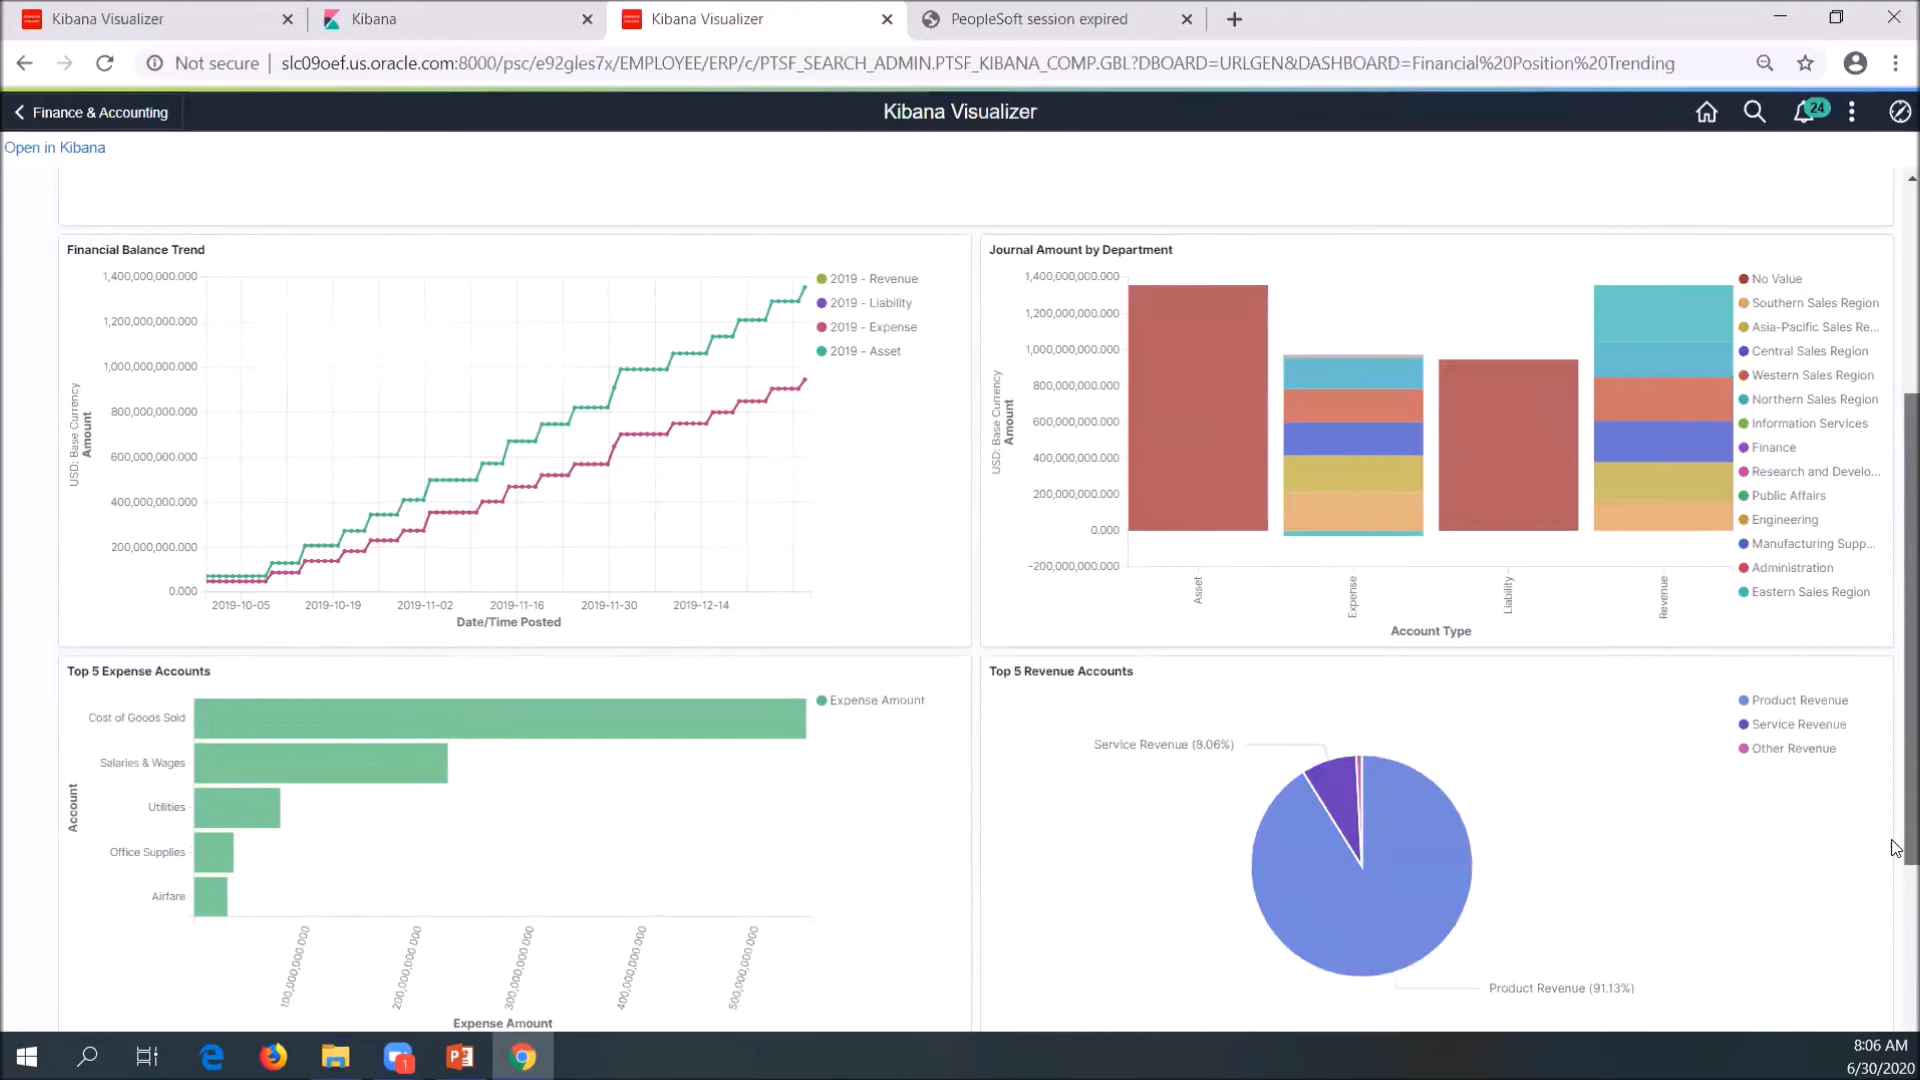 Kibana Visualizer
Kibana
Kibana Visualizer
PeopleSoft session expired
Not secure
slc09oef.us.oracle.com:8000/psc/e92gles7x/EMPLOYEE/ERP/c/PTSF_SEARCH_ADMIN.PTSF_KIBANA_COMP.GBL?DBOARD=URLGEN&DASHBOARD=Financial%20Position%20Trending
Finance & Accounting
Kibana Visualizer
24
Open in Kibana
Financial Balance Trend
1,400,000,000.000
1,200,000,000.000
1,000,000,000.000
800,000,000.000
600,000,000.000
400,000,000.000
200,000,000.000
0.000
USD: Base Currency
Amount
2019-10-05
2019-10-19
2019-11-02
2019-11-16
2019-11-30
2019-12-14
Date/Time Posted
2019 - Revenue
2019 - Liability
2019 - Expense
2019 - Asset
Journal Amount by Department
1,400,000,000.000
1,200,000,000.000
1,000,000,000.000
800,000,000.000
600,000,000.000
400,000,000.000
200,000,000.000
0.000
-200,000,000.000
USD: Base Currency
Amount
Asset
Expense
Liability
Revenue
Account Type
No Value
Southern Sales Region
Asia-Pacific Sales Re...
Central Sales Region
Western Sales Region
Northern Sales Region
Information Services
Finance
Research and Develo...
Public Affairs
Engineering
Manufacturing Supp...
Administration
Eastern Sales Region
Top 5 Expense Accounts
Account
Cost of Goods Sold
Salaries & Wages
Utilities
Office Supplies
Airfare
100,000,000.000
200,000,000.000
300,000,000.000
400,000,000.000
500,000,000.000
Expense Amount
Expense Amount
Top 5 Revenue Accounts
Service Revenue (8.06%)
Product Revenue (91.13%)
Product Revenue
Service Revenue
Other Revenue
1
8:06 AM
6/30/2020